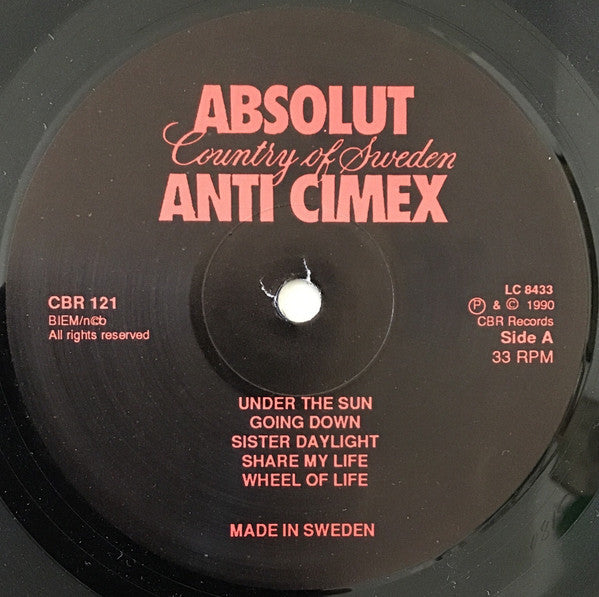 ABSOLUT
Country of Sweden
ANTI CIMEX
CBR 121
BIEM/n©b
All rights reserved
LC 8433
Ⓟ & © 1990
CBR Records
Side A
33 RPM
UNDER THE SUN
GOING DOWN
SISTER DAYLIGHT
SHARE MY LIFE
WHEEL OF LIFE
MADE IN SWEDEN